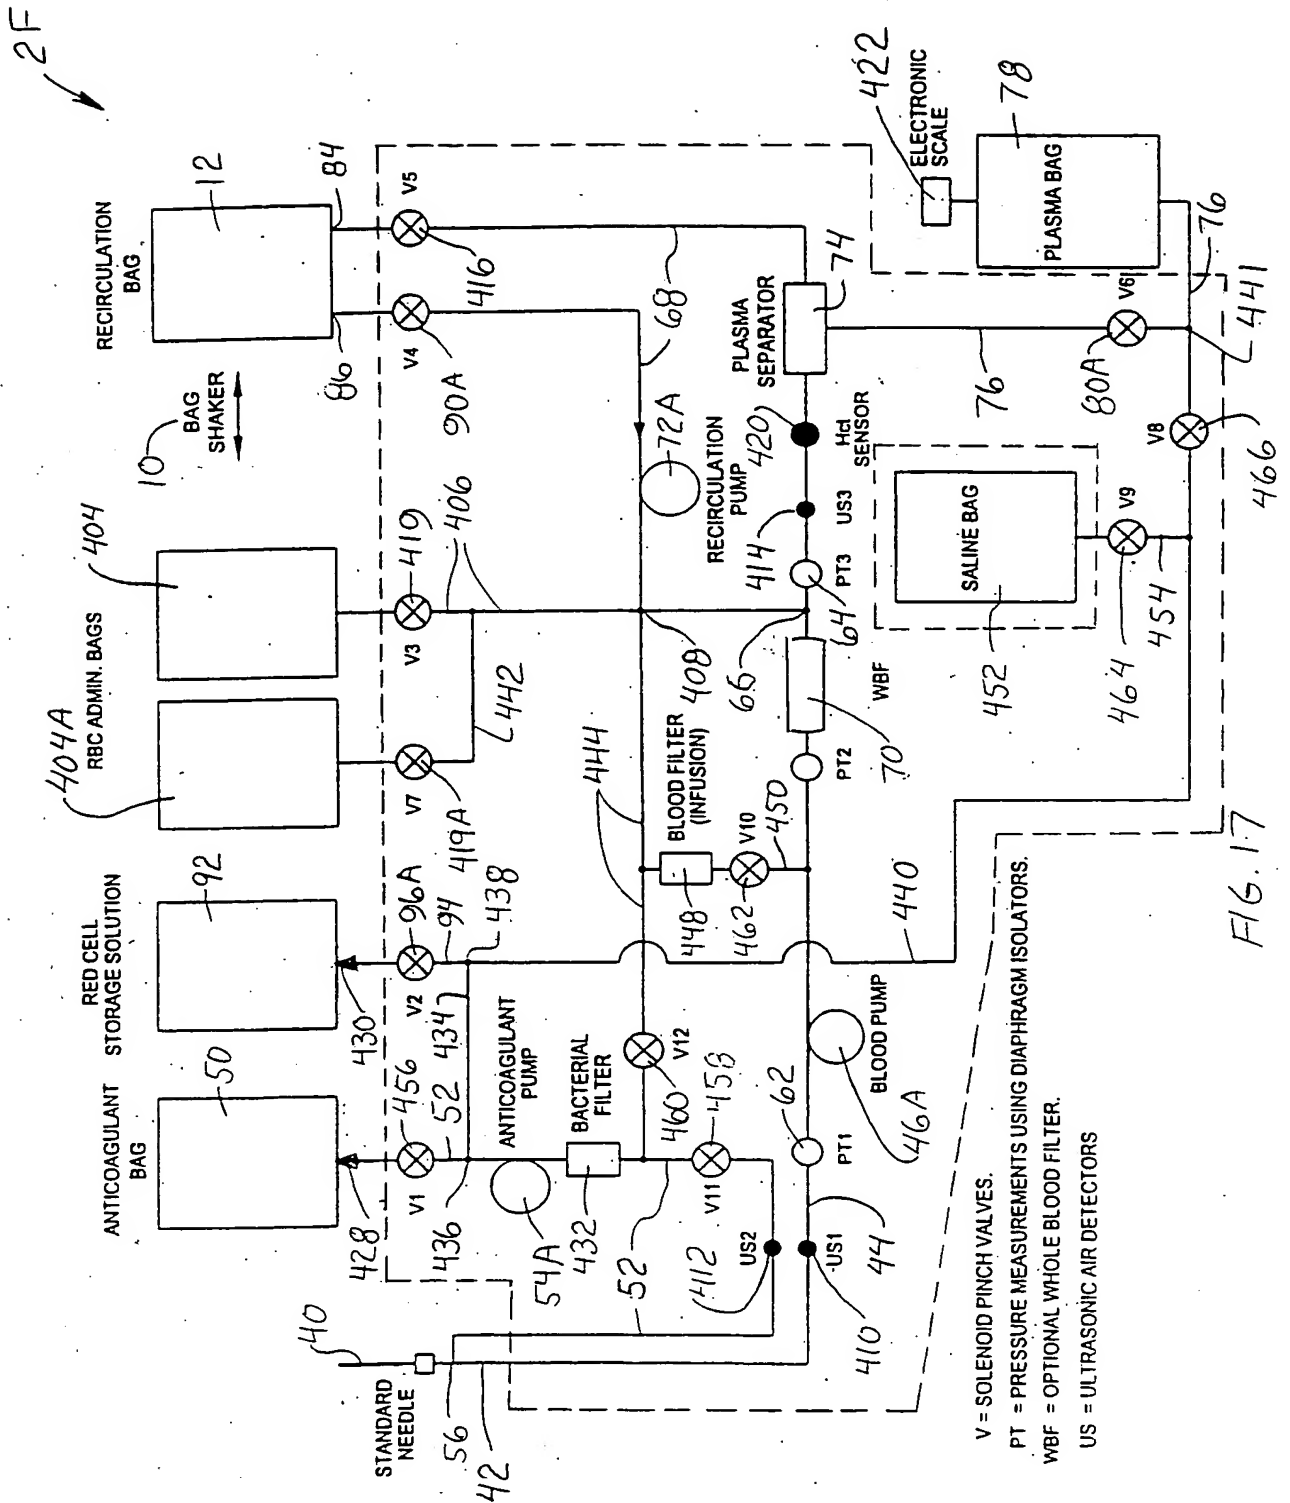 2F
RECIRCULATION
BAG
12
84
86
V5
416
V4
90A
10
BAG
SHAKER
404
RBC ADMIN. BAGS
404A
419
V3
406
V7
419A
442
RED CELL
STORAGE SOLUTION
92
430
96A
V2
94
434
438
ANTICOAGULANT
BAG
50
428
456
V1
52
436
ANTICOAGULANT
PUMP
54A
BACTERIAL
FILTER
432
52
V11
458
460
V12
444
BLOOD FILTER
(INFUSION)
448
V10
462
450
408
66
68
72A
RECIRCULATION
PUMP
PLASMA
SEPARATOR
74
420
Hct
SENSOR
414
US3
PT3
64
WBF
70
PT2
440
BLOOD PUMP
46A
62
PT1
US2
412
US1
410
44
40
STANDARD
NEEDLE
56
42
ELECTRONIC
SCALE
422
PLASMA BAG
78
76
76
V6
80A
441
V8
466
SALINE BAG
452
V9
464
454
V = SOLENOID PINCH VALVES.
PT = PRESSURE MEASUREMENTS USING DIAPHRAGM ISOLATORS.
WBF = OPTIONAL WHOLE BLOOD FILTER.
US = ULTRASONIC AIR DETECTORS
FIG. 17